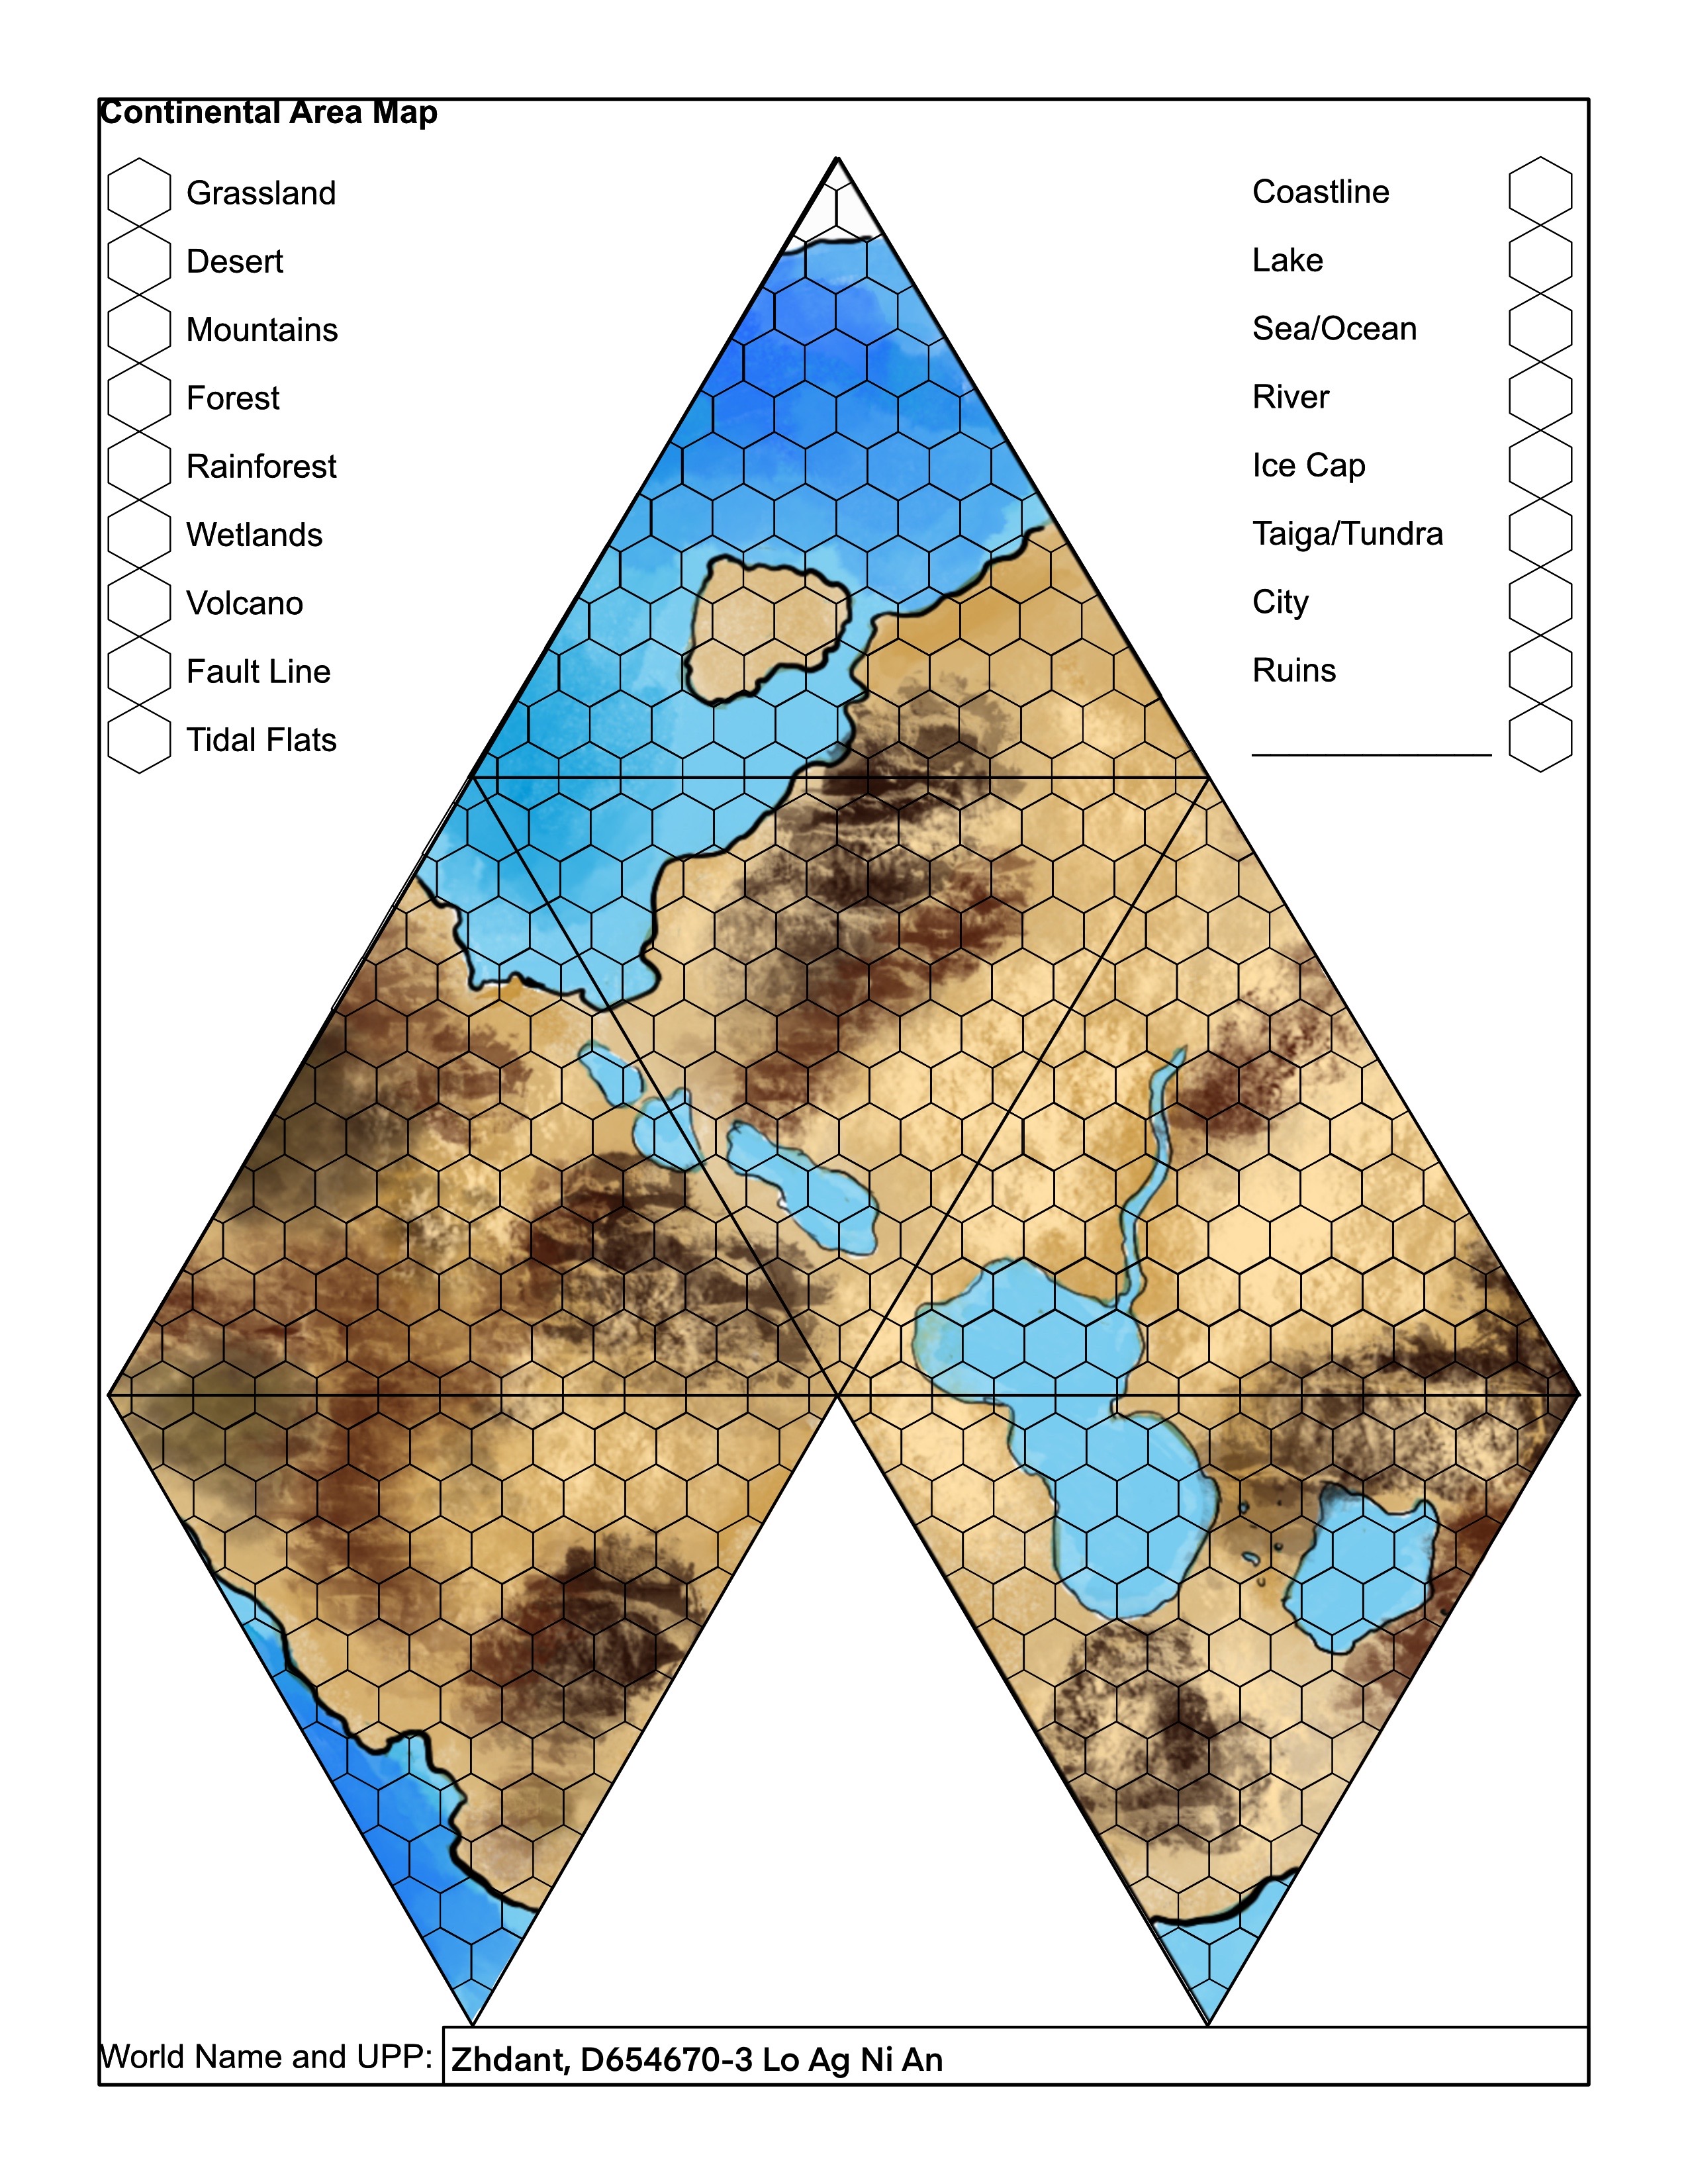 Continental Area Map
Grassland
Desert
Mountains
Forest
Rainforest
Wetlands
Volcano
Fault Line
Tidal Flats
Coastline
Lake
Sea/Ocean
River
Ice Cap
Taiga/Tundra
City
Ruins
World Name and UPP: Zhdant, D654670-3 Lo Ag Ni An